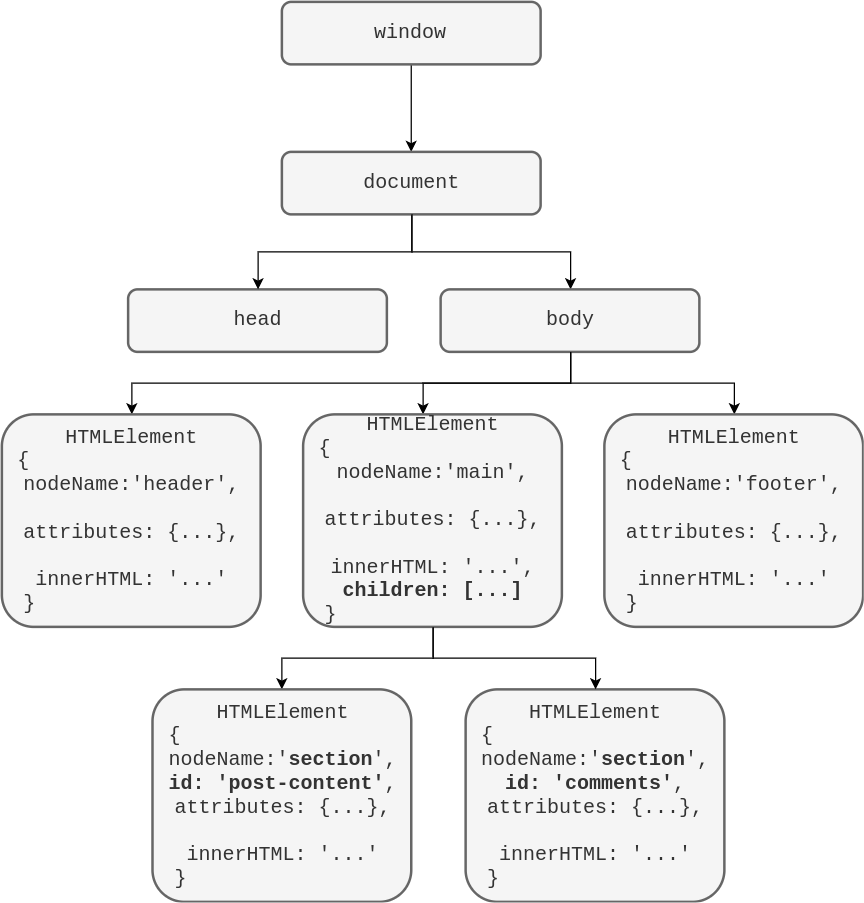 window
document
head
body
HTMLElement
{
nodeName:'header',
attributes: {...},
innerHTML: '...'
}
HTMLElement
{
nodeName:'main',
attributes: {...},
innerHTML: '...',
children: [...]
}
HTMLElement
{
nodeName:'footer',
attributes: {...},
innerHTML: '...'
}
HTMLElement
{
nodeName:'section',
id: 'post-content',
attributes: {...},
innerHTML: '...'
}
HTMLElement
{
nodeName:'section',
id: 'comments',
attributes: {...},
innerHTML: '...'
}